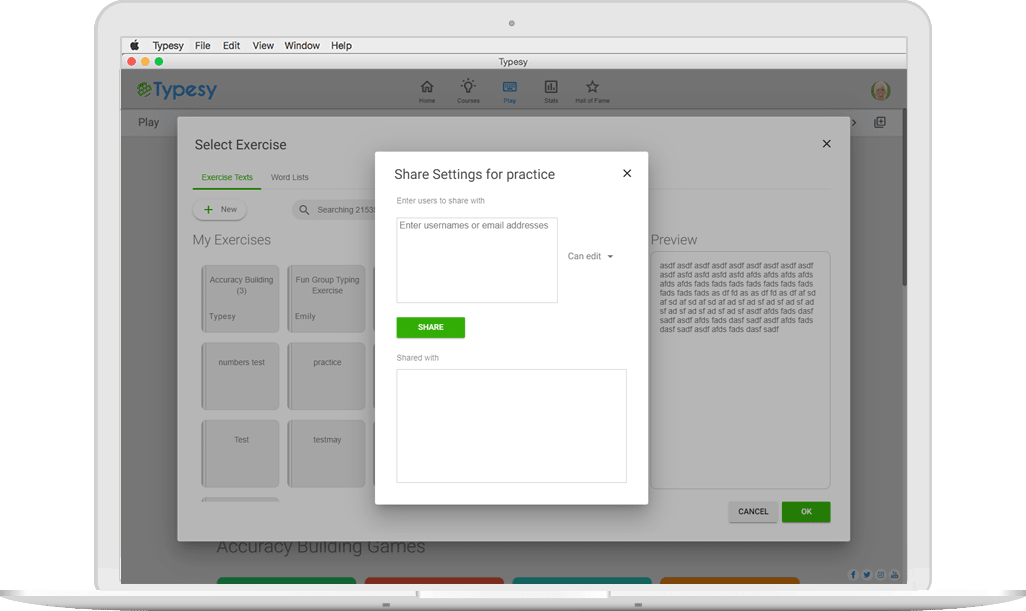 Typesy File Edit View Window Help
Typesy
Typesy
Home Courses Play Stats Hall of Fame
Play
Select Exercise
Exercise Texts Word Lists
New
Searching 2153
My Exercises
Accuracy Building
(3)
Typesy
Fun Group Typing
Exercise
Emily
numbers test
practice
Test
testmay
Share Settings for practice
Enter users to share with
Enter usernames or email addresses
Can edit
SHARE
Shared with
Preview
asdf asdf asdf asdf asdf asdf asdf asdf asdf
asdf asfd asdf asfd asfd afds afds afds afds
afds afds fads fads fads fads fads fads fads
fads fads fads as df fd as as df fd as df af sd
af sd af sd af sd af ad sf ad sf ad sf ad sf ad
sf ad sf ad sf ad sf ad sf asdf afds fads dasf
sadf asdf afds fads dasf sadf asdf afds fads
dasf sadf asdf afds fads dasf sadf
CANCEL OK
Accuracy Building Games